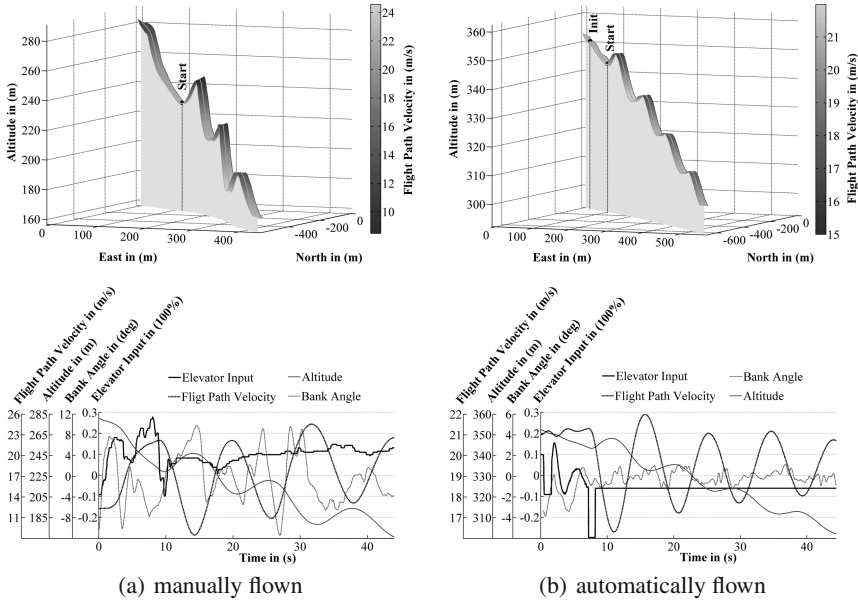 24
22
20
18
16
14
12
10
Flight Path Velocity in (m/s)
280
260
240
220
200
180
160
Altitude in (m)
Start
0
100
200
300
400
East in (m)
-400
-200
0
North in (m)
21
20
19
18
17
16
15
Flight Path Velocity in (m/s)
360
350
340
330
320
310
300
Altitude in (m)
Init
Start
0
100
200
300
400
500
East in (m)
-600
-400
-200
0
North in (m)
Flight Path Velocity in (m/s)
Altitude in (m)
Bank Angle in (deg)
Elevator Input in (100%)
Elevator Input
Altitude
Fligt Path Velocity
Bank Angle
26 285 12 0.3
23 265 8 0.2
20 245 4 0.1
17 225 0 0
14 205 -4 -0.1
11 185 -8 -0.2
0 10 20 30 40
Time in (s)
Flight Path Velocity in (m/s)
Altitude in (m)
Bank Angle in (deg)
Elevator Input in (100%)
Elevator Input
Bank Angle
Flight Path Velocity
Altitude
22 360 6 0.3
21 350 4 0.2
20 340 2 0.1
19 330 0 0
18 320 -2 -0.1
17 310 -4 -0.2
0 10 20 30 40
Time in (s)
(a) manually flown
(b) automatically flown